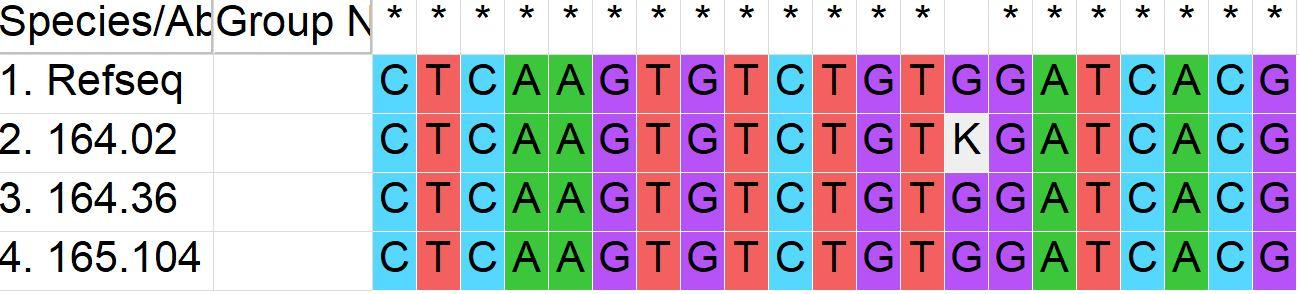 Species/Ab Group N * * * * * * * * * * * * *   * * * * * * *
1. Refseq C T C A A G T G T C T G T G G A T C A C G
2. 164.02 C T C A A G T G T C T G T K G A T C A C G
3. 164.36 C T C A A G T G T C T G T G G A T C A C G
4. 165.104 C T C A A G T G T C T G T G G A T C A C G